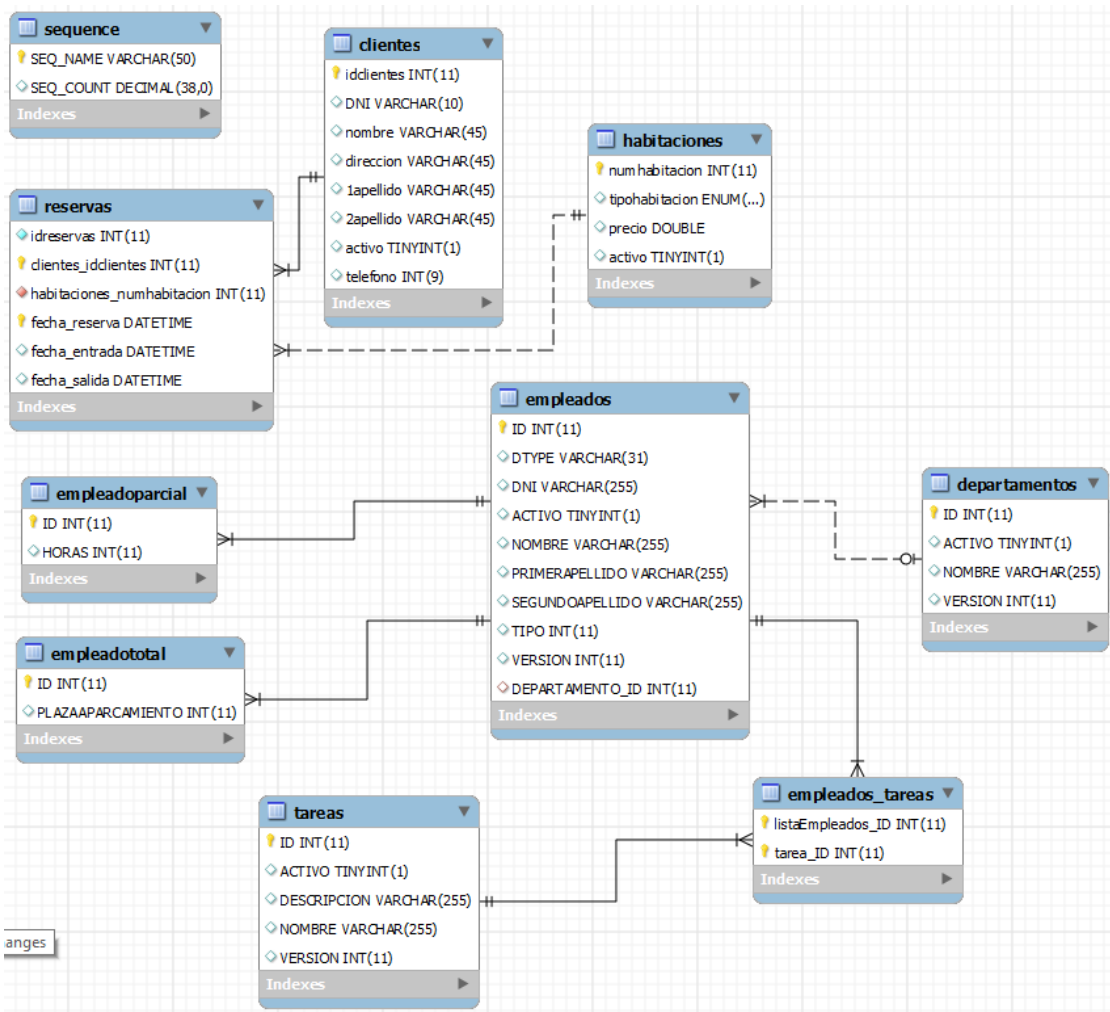 sequence
SEQ_NAME VARCHAR(50)
SEQ_COUNT DECIMAL(38,0)
Indexes
clientes
idclientes INT(11)
DNI VARCHAR(10)
nombre VARCHAR(45)
direccion VARCHAR(45)
1apellido VARCHAR(45)
2apellido VARCHAR(45)
activo TINYINT(1)
telefono INT(9)
Indexes
habitaciones
numhabitacion INT(11)
tipohabitacion ENUM(...)
precio DOUBLE
activo TINYINT(1)
Indexes
reservas
idreservas INT(11)
clientes_idclientes INT(11)
habitaciones_numhabitacion INT(11)
fecha_reserva DATETIME
fecha_entrada DATETIME
fecha_salida DATETIME
Indexes
empleados
ID INT(11)
DTYPE VARCHAR(31)
DNI VARCHAR(255)
ACTIVO TINYINT(1)
NOMBRE VARCHAR(255)
PRIMERAPELLIDO VARCHAR(255)
SEGUNDOAPELLIDO VARCHAR(255)
TIPO INT(11)
VERSION INT(11)
DEPARTAMENTO_ID INT(11)
Indexes
departamentos
ID INT(11)
ACTIVO TINYINT(1)
NOMBRE VARCHAR(255)
VERSION INT(11)
Indexes
empleadoparcial
ID INT(11)
HORAS INT(11)
Indexes
empleadototal
ID INT(11)
PLAZAAPARCAMIENTO INT(11)
Indexes
empleados_tareas
listaEmpleados_ID INT(11)
tarea_ID INT(11)
Indexes
tareas
ID INT(11)
ACTIVO TINYINT(1)
DESCRIPCION VARCHAR(255)
NOMBRE VARCHAR(255)
VERSION INT(11)
Indexes
anges